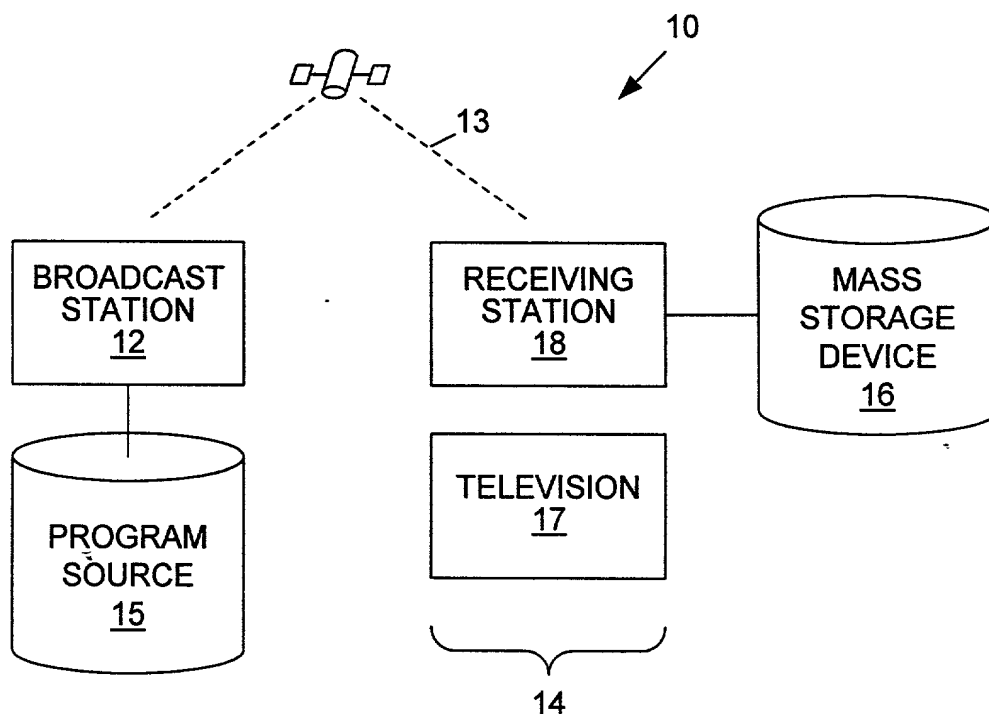 10
13
BROADCAST
STATION
12
RECEIVING
STATION
18
MASS
STORAGE
DEVICE
16
PROGRAM
SOURCE
15
TELEVISION
17
14